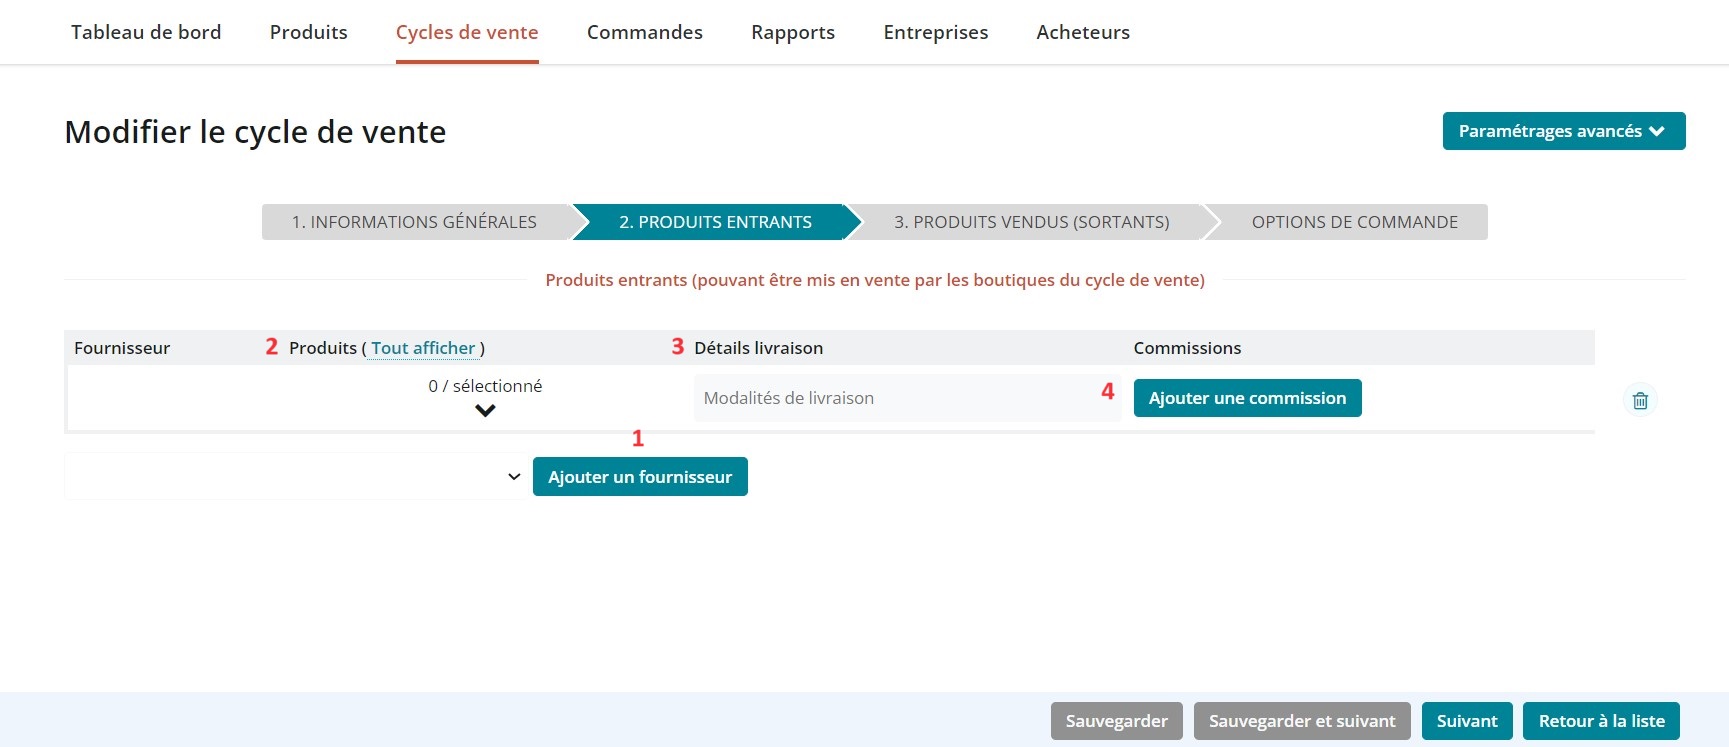 Tableau de bord Produits Cycles de vente Commandes Rapports Entreprises Acheteurs
Modifier le cycle de vente
Paramétrages avancés
1. INFORMATIONS GÉNÉRALES 2. PRODUITS ENTRANTS 3. PRODUITS VENDUS (SORTANTS) OPTIONS DE COMMANDE
Produits entrants (pouvant être mis en vente par les boutiques du cycle de vente)
Fournisseur 2 Produits ( Tout afficher ) 3 Détails livraison Commissions
0 / sélectionné
Modalités de livraison 4 Ajouter une commission
1
Ajouter un fournisseur
Sauvegarder Sauvegarder et suivant Suivant Retour à la liste